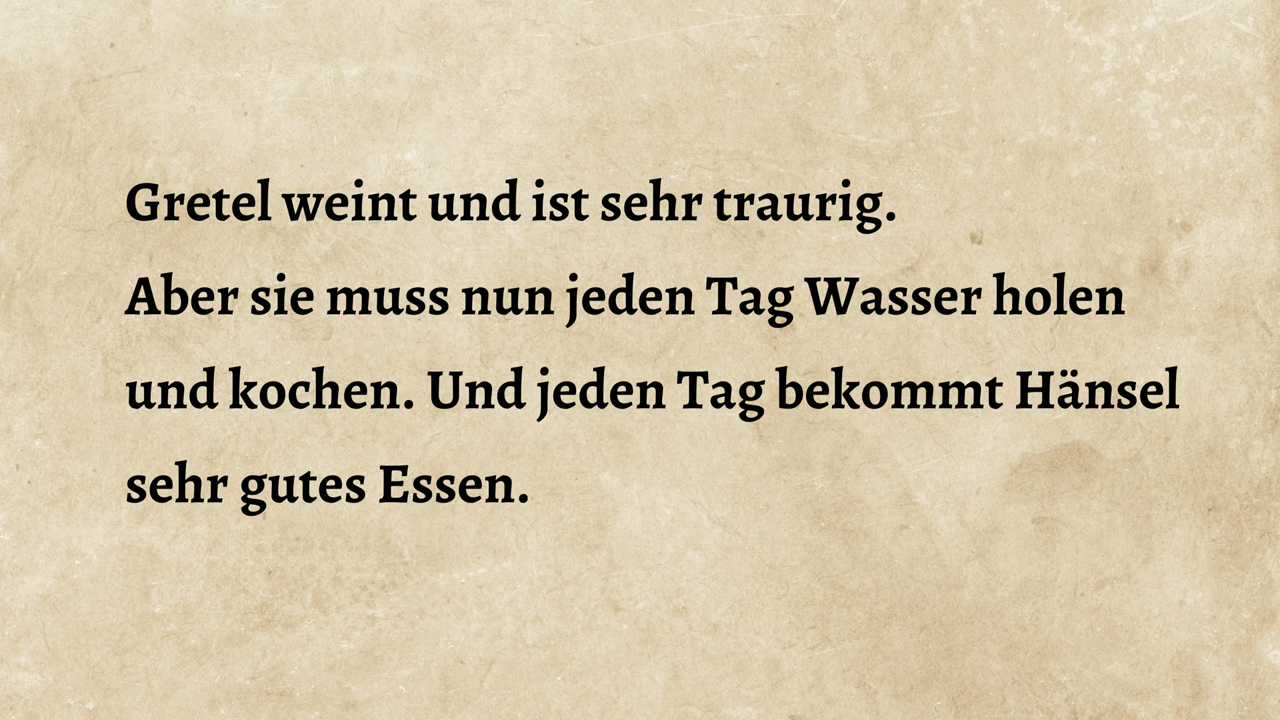 Gretel weint und ist sehr traurig.
Aber sie muss nun jeden Tag Wasser holen
und kochen. Und jeden Tag bekommt Hänsel
sehr gutes Essen.